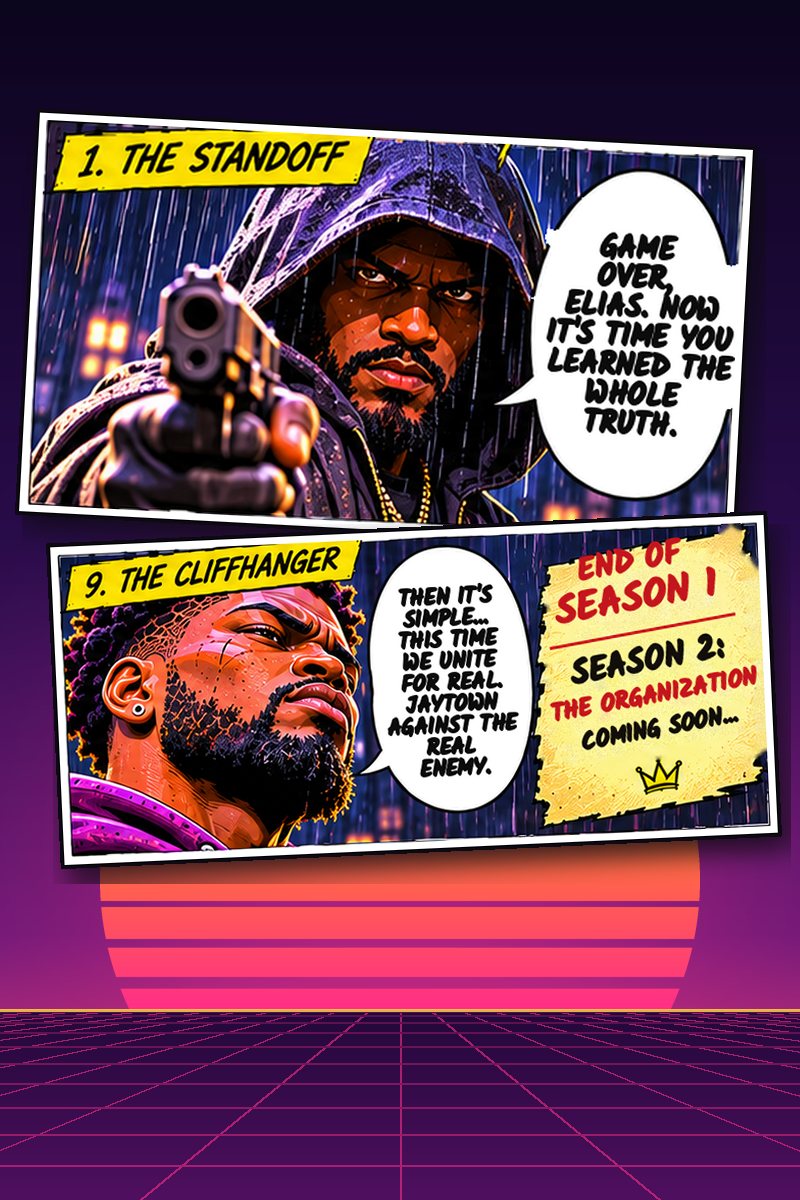 1. THE STANDOFF
GAME
OVER,
ELIAS. NOW
IT'S TIME YOU
LEARNED THE
WHOLE
TRUTH.
9. THE CLIFFHANGER
THEN IT'S
SIMPLE...
THIS TIME
WE UNITE
FOR REAL.
JAYTOWN
AGAINST THE
REAL
ENEMY.
END OF
SEASON 1
SEASON 2:
THE ORGANIZATION
COMING SOON...